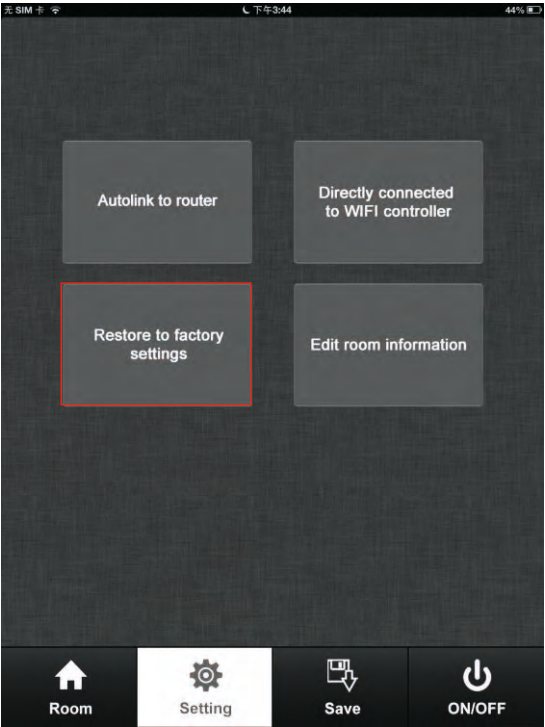 无 SIM 卡 下午3:44 44%
Autolink to router
Directly connected
to WIFI controller
Restore to factory
settings
Edit room information
Room Setting Save ON/OFF